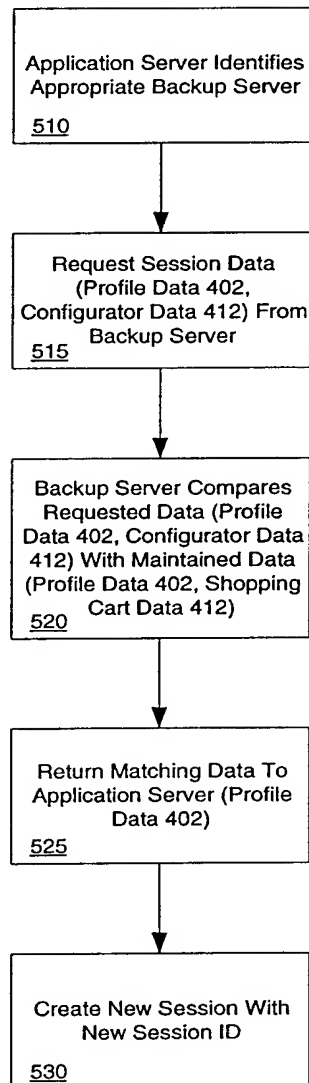 Application Server Identifies
Appropriate Backup Server
510
Request Session Data
(Profile Data 402,
Configurator Data 412) From
Backup Server
515
Backup Server Compares
Requested Data (Profile
Data 402, Configurator Data
412) With Maintained Data
(Profile Data 402, Shopping
Cart Data 412)
520
Return Matching Data To
Application Server (Profile
Data 402)
525
Create New Session With
New Session ID
530